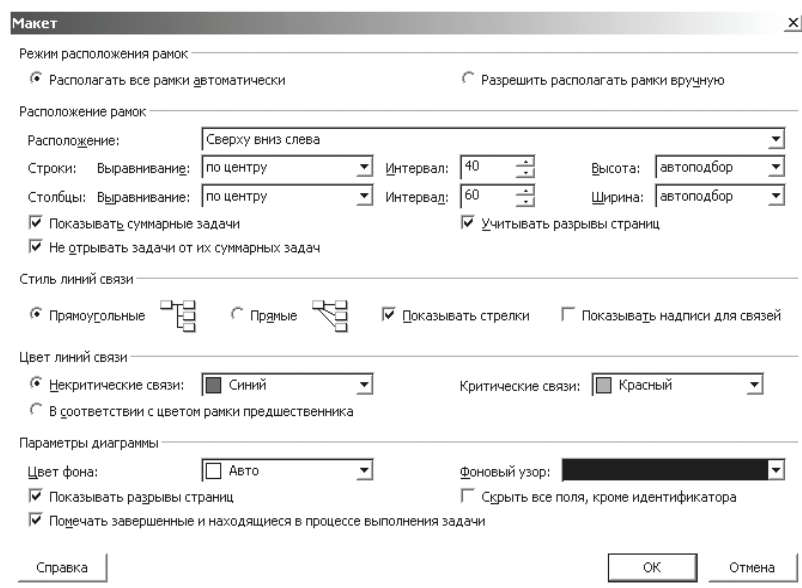 Макет
Режим расположения рамок
Располагать все рамки автоматически Разрешить располагать рамки вручную
Расположение рамок
Расположение: Сверху вниз слева
Строки: Выравнивание: по центру Интервал: 40 Высота: автоподбор
Столбцы: Выравнивание: по центру Интервал: 60 Ширина: автоподбор
Показывать суммарные задачи Учитывать разрывы страниц
Не отрывать задачи от их суммарных задач
Стиль линий связи
Прямоугольные Прямые Показывать стрелки Показывать надписи для связей
Цвет линий связи
Некритические связи: Синий Критические связи: Красный
В соответствии с цветом рамки предшественника
Параметры диаграммы
Цвет фона: Авто Фоновый узор:
Показывать разрывы страниц Скрыть все поля, кроме идентификатора
Помечать завершенные и находящиеся в процессе выполнения задачи
Справка ОК Отмена